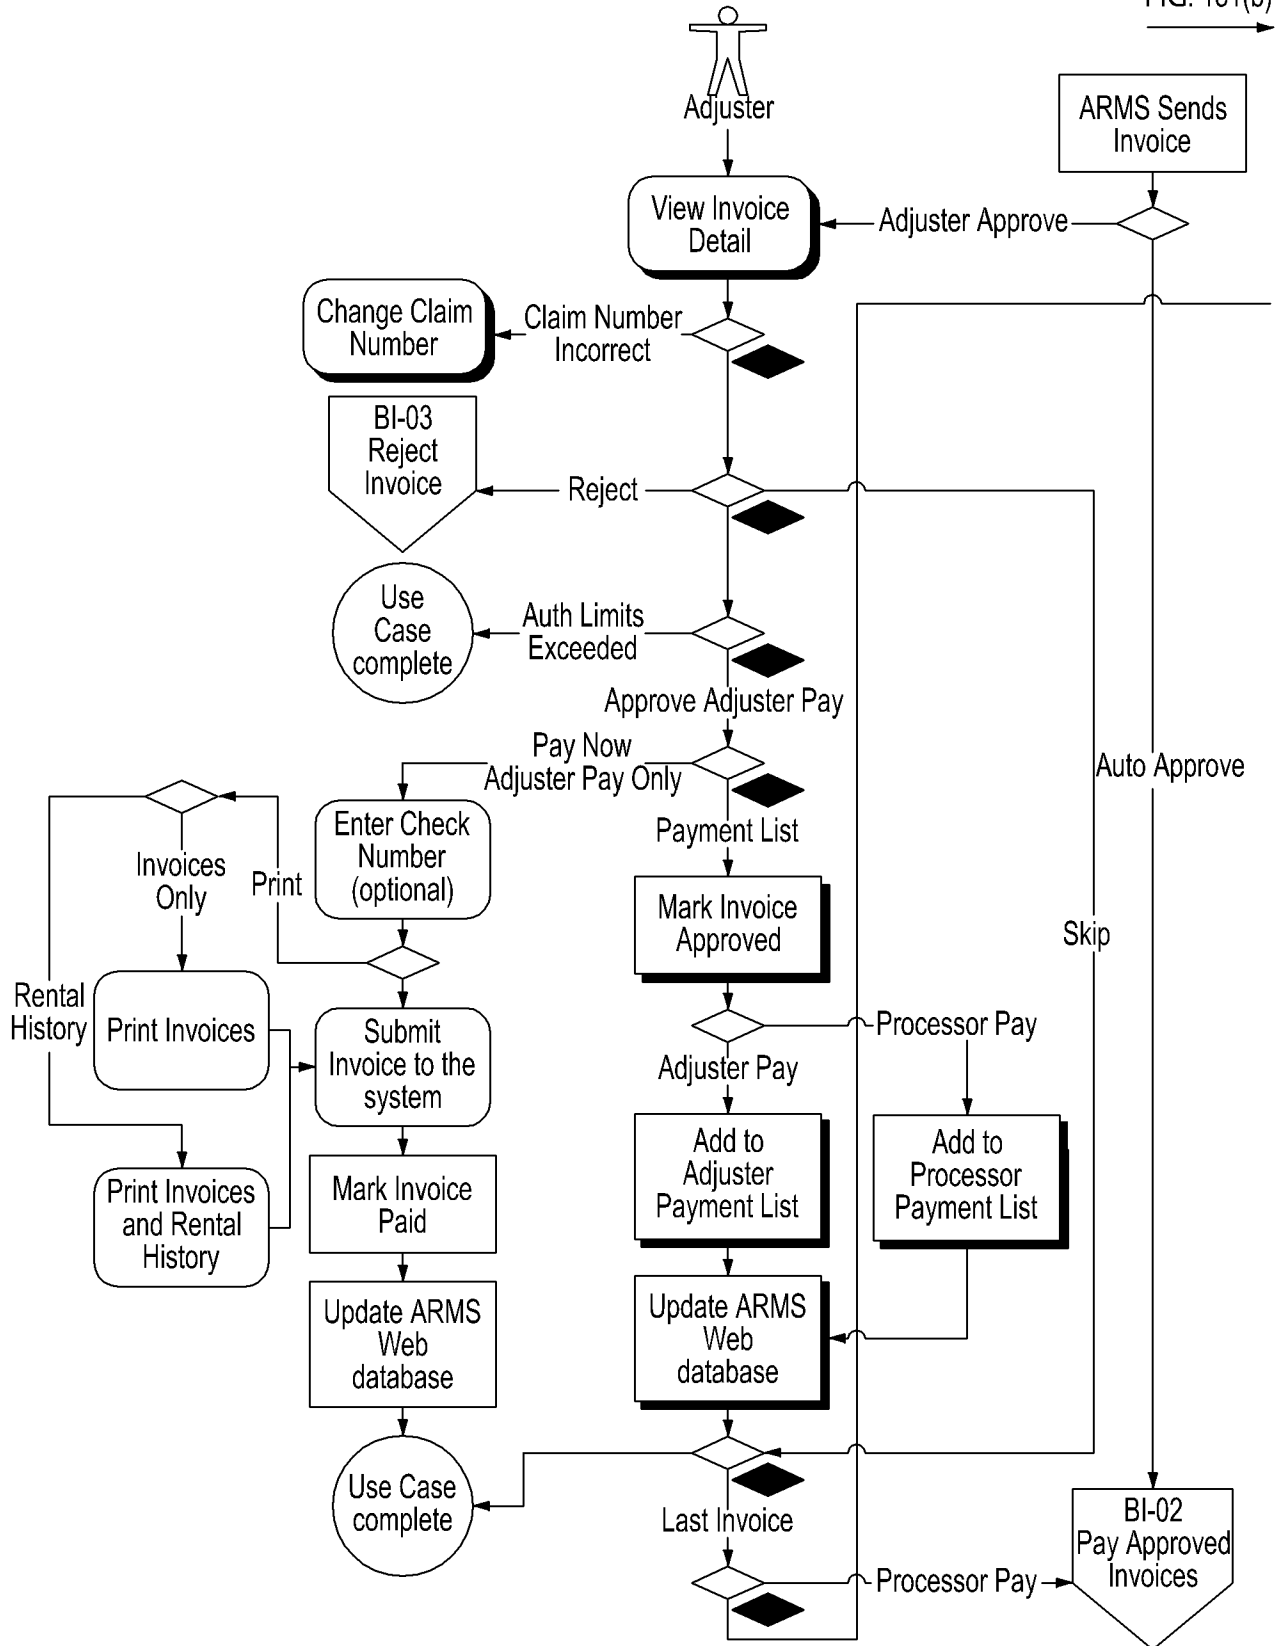 Adjuster
ARMS Sends
Invoice
View Invoice
Detail
Adjuster Approve
Change Claim
Number
Claim Number
Incorrect
BI-03
Reject
Invoice
Reject
Use
Case
complete
Auth Limits
Exceeded
Approve Adjuster Pay
Pay Now
Adjuster Pay Only
Auto Approve
Enter Check
Number
(optional)
Payment List
Invoices
Only
Print
Mark Invoice
Approved
Skip
Rental
History
Print Invoices
Submit
Invoice to the
system
Processor Pay
Adjuster Pay
Add to
Adjuster
Payment List
Add to
Processor
Payment List
Print Invoices
and Rental
History
Mark Invoice
Paid
Update ARMS
Web
database
Update ARMS
Web
database
Use Case
complete
Last Invoice
BI-02
Pay Approved
Invoices
Processor Pay